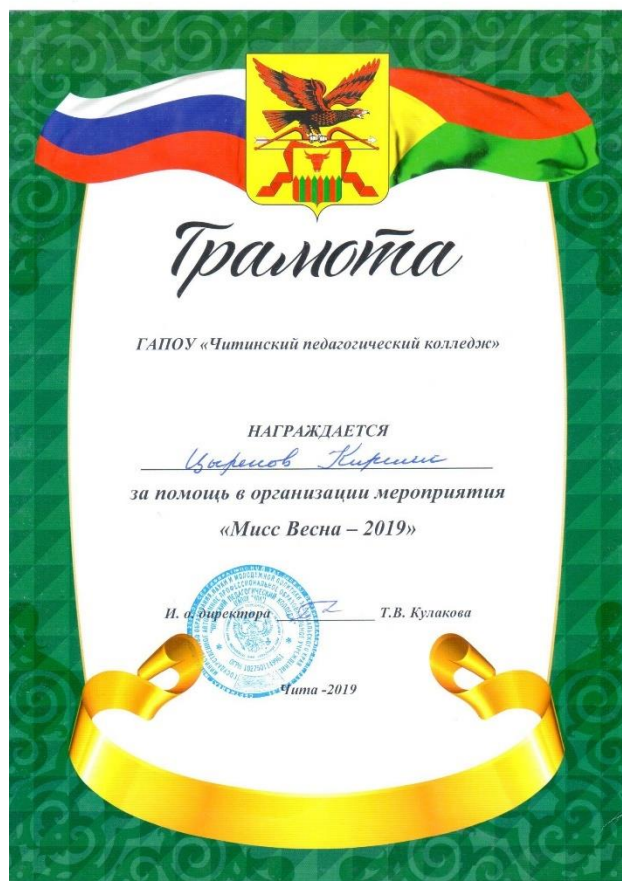 Грамота
ГАПОУ «Читинский педагогический колледж»
НАГРАЖДАЕТСЯ
Цыренов Кирилл
за помощь в организации мероприятия
«Мисс Весна – 2019»
И. о. директора Т.В. Кулакова
Чита -2019